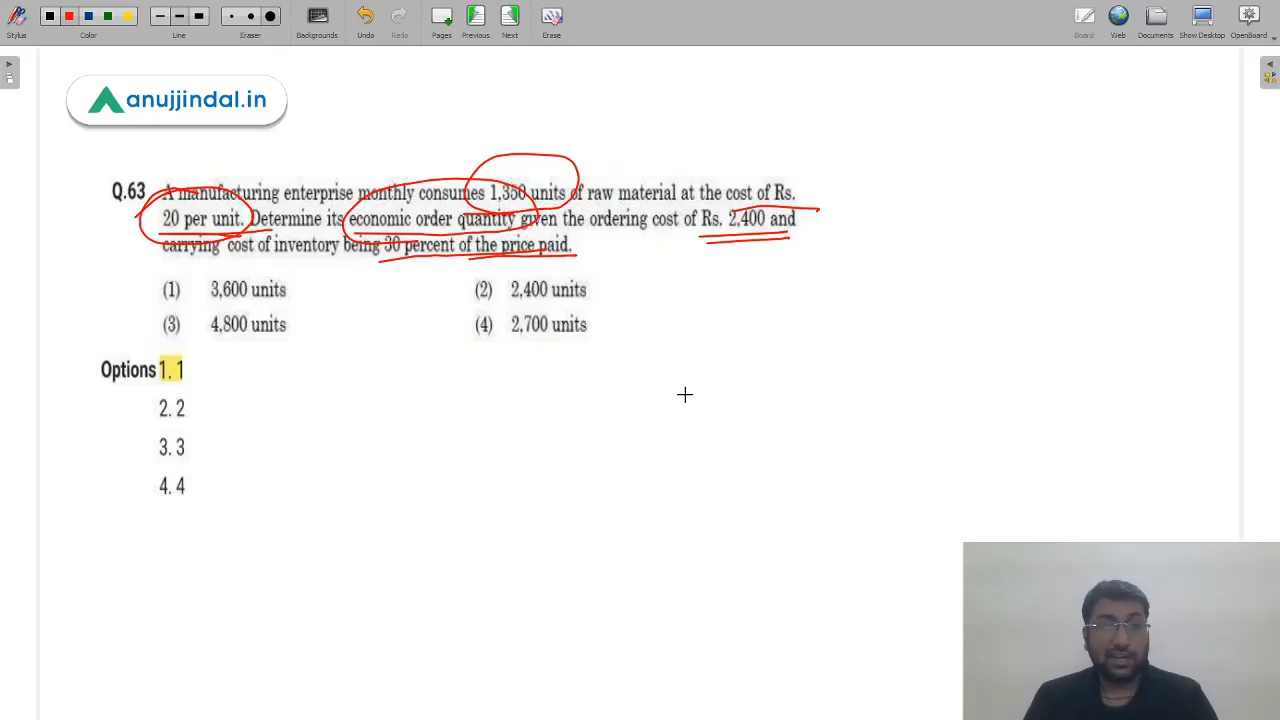 Stylus
Color
Line
Eraser
Backgrounds
Undo
Redo
Pages
Previous
Next
Erase
Board
Web
Documents
Show Desktop
OpenBoard
anujjindal.in
Q.63 A manufacturing enterprise monthly consumes 1,350 units of raw material at the cost of Rs.
20 per unit. Determine its economic order quantity given the ordering cost of Rs. 2,400 and
carrying cost of inventory being 30 percent of the price paid.
(1) 3,600 units (2) 2,400 units
(3) 4,800 units (4) 2,700 units
Options 1. 1
2. 2
3. 3
4. 4